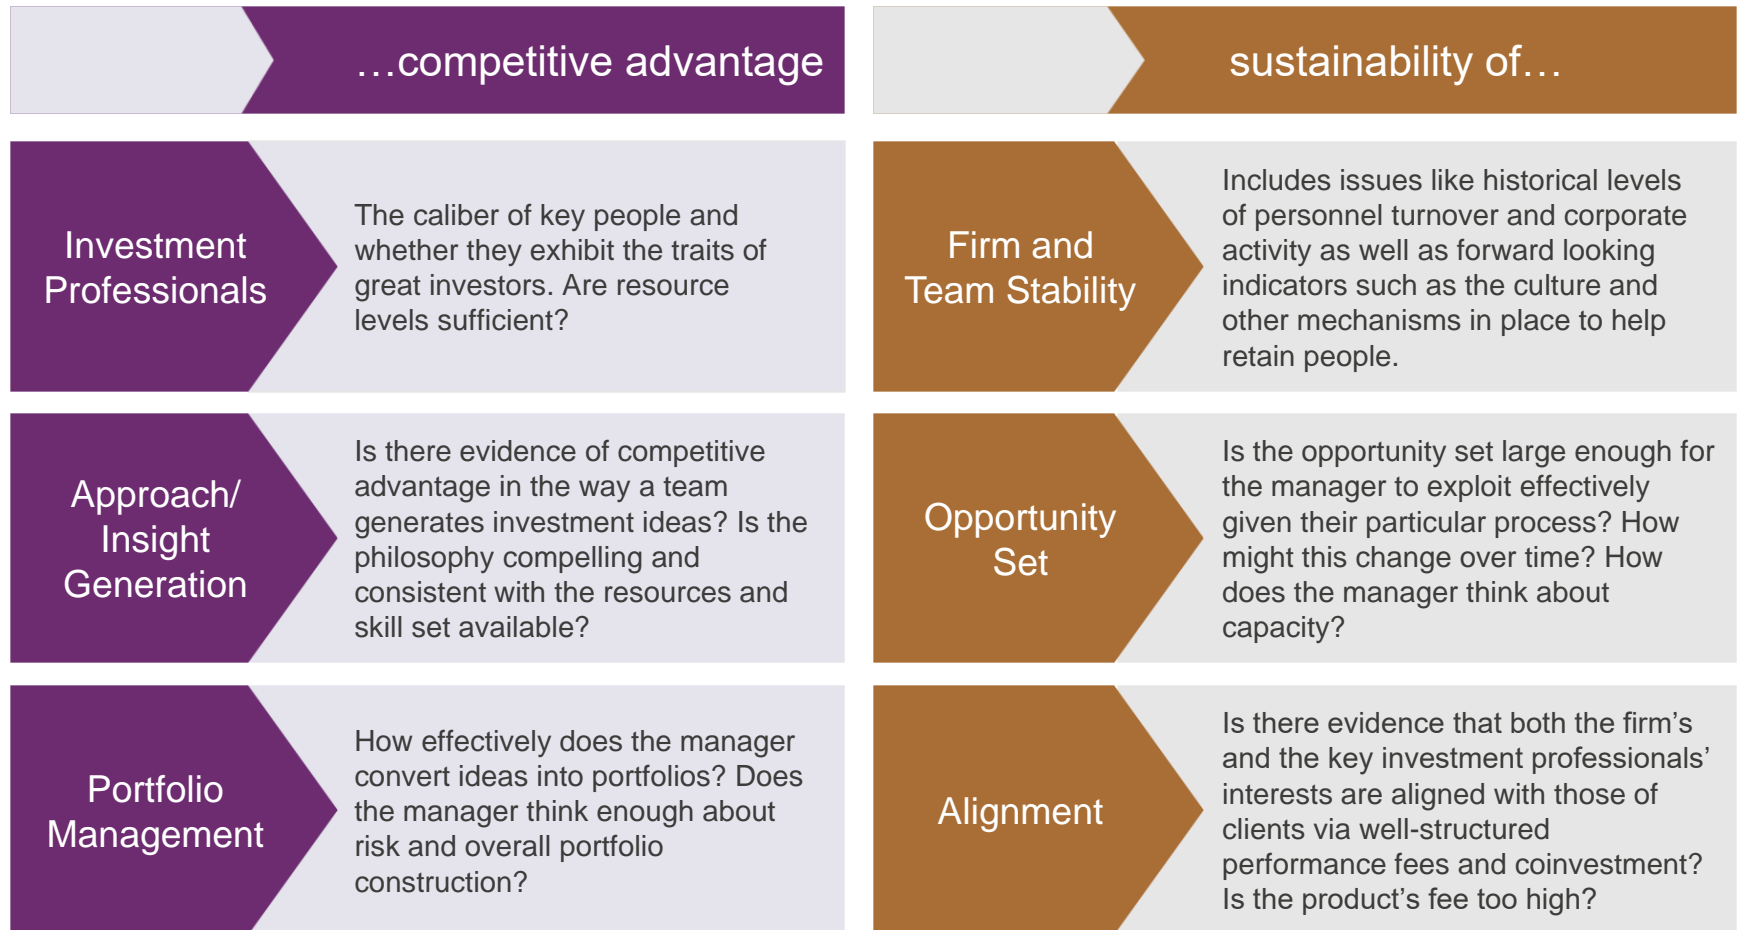 …competitive advantage
Investment
Professionals
The caliber of key people and
whether they exhibit the traits of
great investors. Are resource
levels sufficient?
Approach/
Insight
Generation
Is there evidence of competitive
advantage in the way a team
generates investment ideas? Is the
philosophy compelling and
consistent with the resources and
skill set available?
Portfolio
Management
How effectively does the manager
convert ideas into portfolios? Does
the manager think enough about
risk and overall portfolio
construction?
sustainability of…
Firm and
Team Stability
Includes issues like historical levels
of personnel turnover and corporate
activity as well as forward looking
indicators such as the culture and
other mechanisms in place to help
retain people.
Opportunity
Set
Is the opportunity set large enough for
the manager to exploit effectively
given their particular process? How
might this change over time? How
does the manager think about
capacity?
Alignment
Is there evidence that both the firm’s
and the key investment professionals’
interests are aligned with those of
clients via well-structured
performance fees and coinvestment?
Is the product’s fee too high?